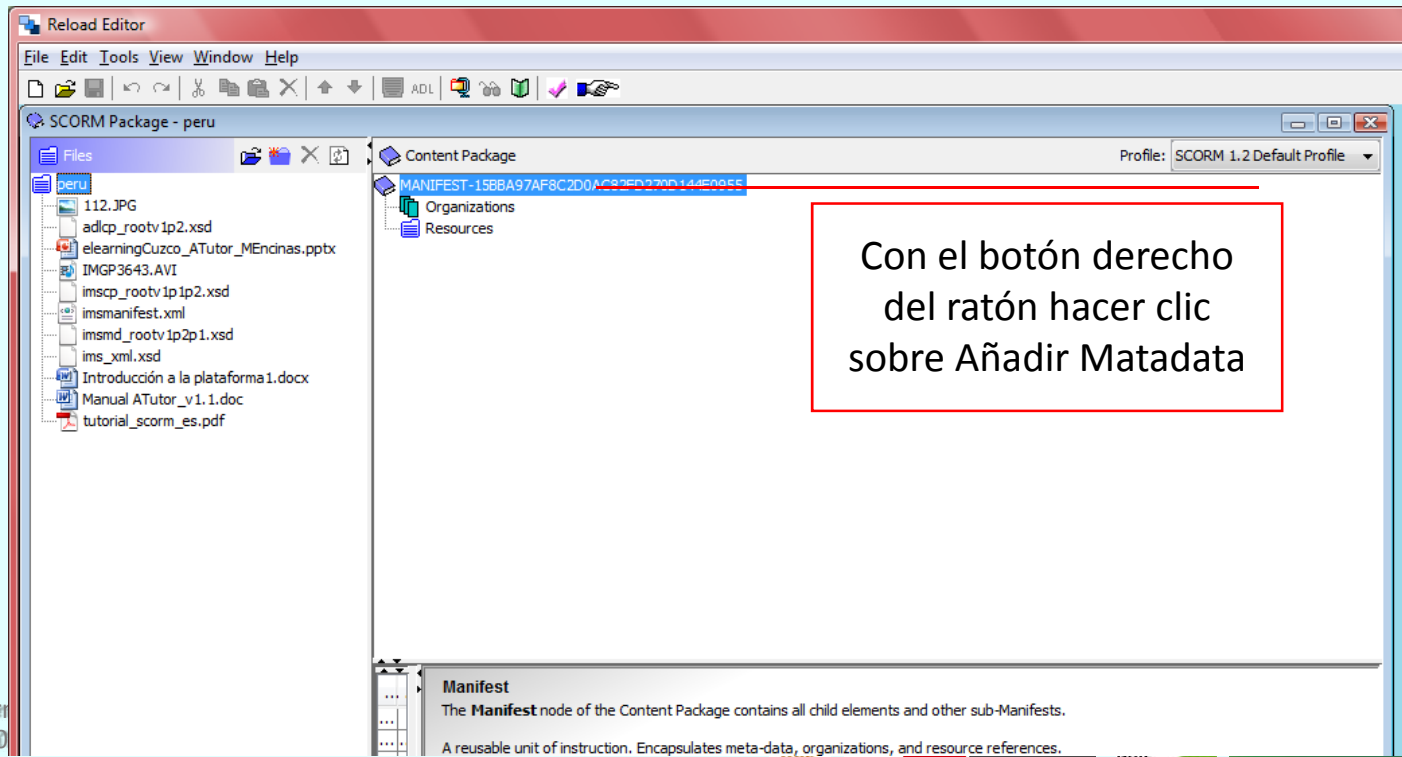 Reload Editor
File Edit Tools View Window Help
ADL
SCORM Package - peru
Files
Content Package
Profile: SCORM 1.2 Default Profile
peru
MANIFEST-15BBA97AF8C2D0AC82FD270D144E0955
112.JPG
Organizations
adlcp_rootv1p2.xsd
Resources
elearningCuzco_ATutor_MEncinas.pptx
IMGP3643.AVI
imscp_rootv1p1p2.xsd
imsmanifest.xml
imsmd_rootv1p2p1.xsd
ims_xml.xsd
Introducción a la plataforma1.docx
Manual ATutor_v1.1.doc
tutorial_scorm_es.pdf
Con el botón derecho
del ratón hacer clic
sobre Añadir Matadata
Manifest
The Manifest node of the Content Package contains all child elements and other sub-Manifests.
A reusable unit of instruction. Encapsulates meta-data, organizations, and resource references.